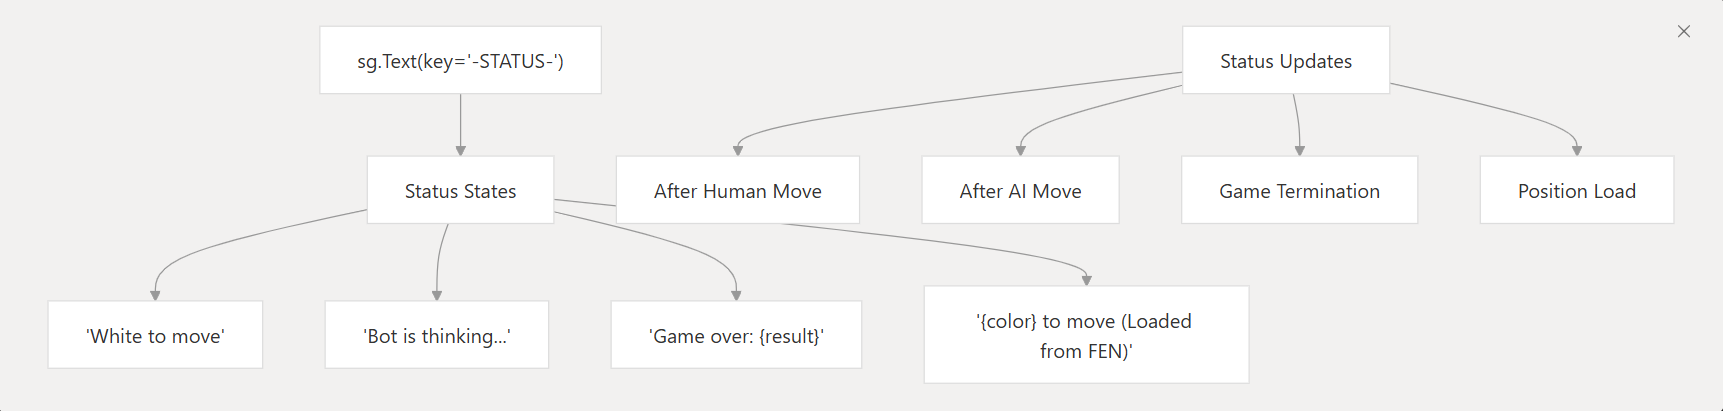 sg.Text(key='-STATUS-')
Status Updates
Status States
After Human Move
After AI Move
Game Termination
Position Load
'White to move'
'Bot is thinking...'
'Game over: {result}'
'{color} to move (Loaded
from FEN)'